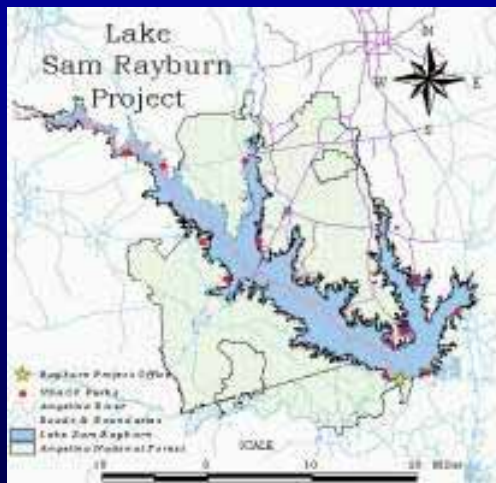 Lake
Sam Rayburn
Project
N
W
E
S
Rayburn Project Office
USACE Parks
Angelina River
Roads & Boundaries
Lake Sam Rayburn
Angelina National Forest
SCALE
10 0 10 20 Miles